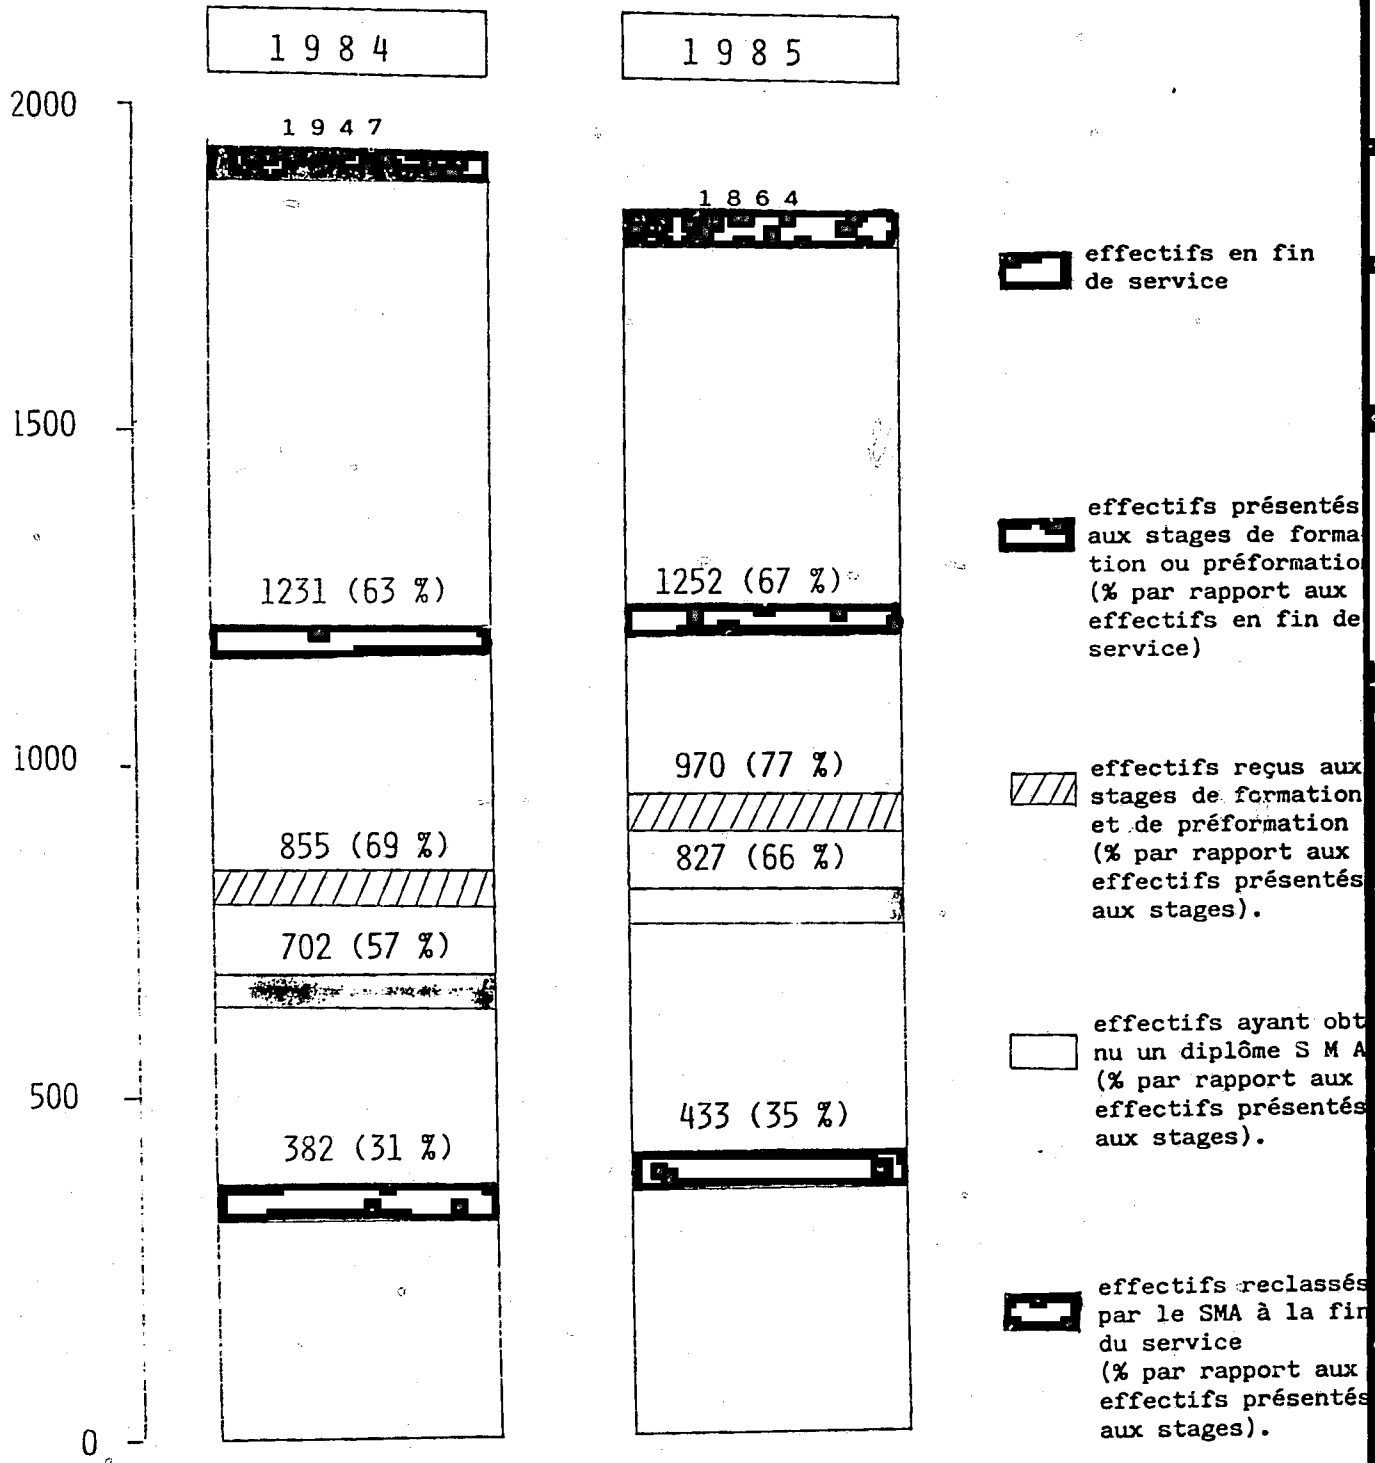 1984
1985
2000
1500
1000
500
0
1947
1231 (63 %)
855 (69 %)
702 (57 %)
382 (31 %)
1864
1252 (67 %)
970 (77 %)
827 (66 %)
433 (35 %)
effectifs en fin
de service
effectifs présentés
aux stages de forma
tion ou préformatio
(% par rapport aux
effectifs en fin de
service)
effectifs reçus aux
stages de formation
et de préformation
(% par rapport aux
effectifs présentés
aux stages).
effectifs ayant obt
nu un diplôme S M A
(% par rapport aux
effectifs présentés
aux stages).
effectifs reclassés
par le SMA à la fin
du service
(% par rapport aux
effectifs présentés
aux stages).